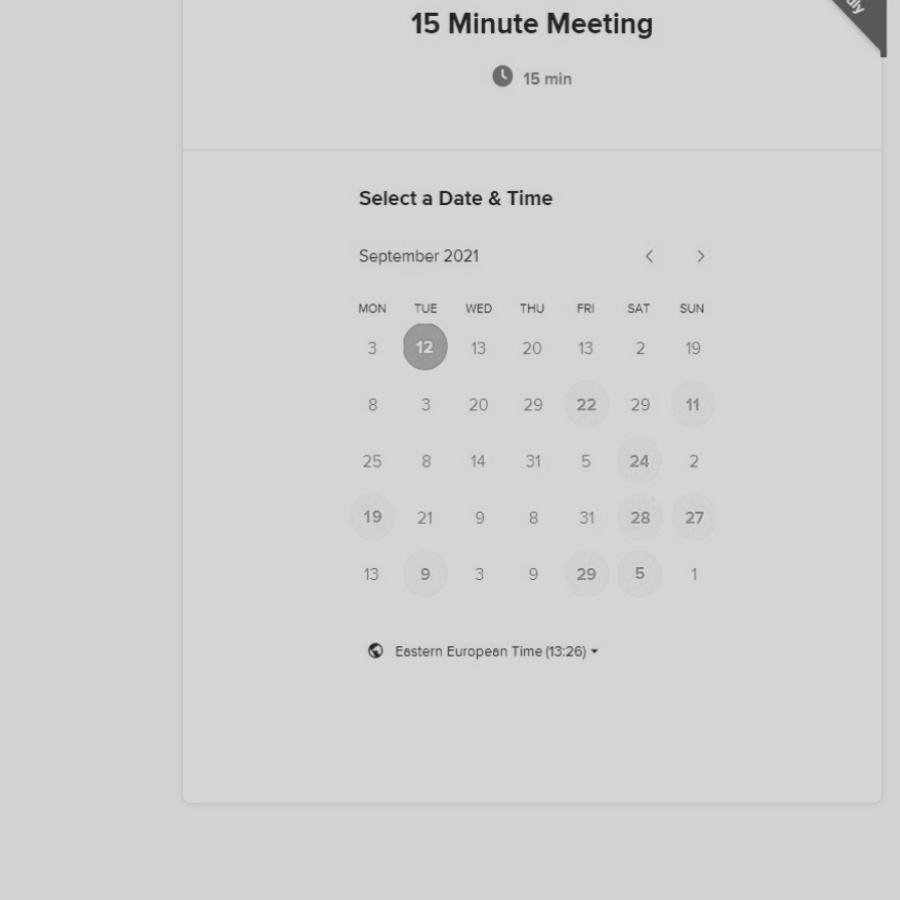 15 Minute Meeting
15 min
Select a Date & Time
September 2021
MON TUE WED THU FRI SAT SUN
3 12 13 20 13 2 19
8 3 20 29 22 29 11
25 8 14 31 5 24 2
19 21 9 8 31 28 27
13 9 3 9 29 5 1
Eastern European Time (13:26)